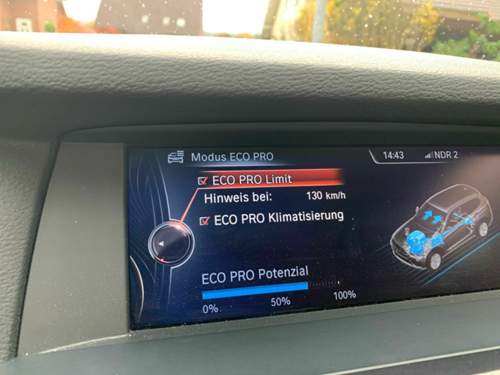 Modus ECO PRO
14:43
NDR 2
ECO PRO Limit
Hinweis bei: 130 km/h
ECO PRO Klimatisierung
ECO PRO Potenzial
0% 50% 100%